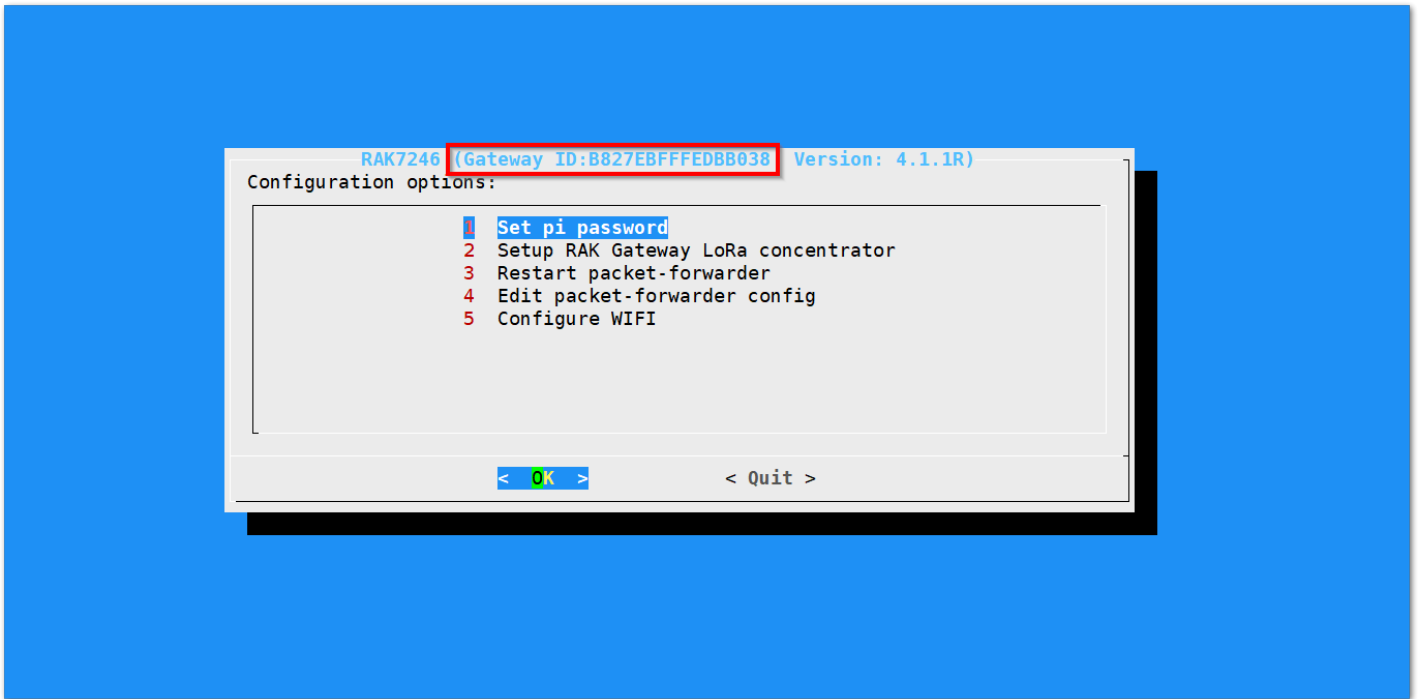 RAK7246 (Gateway ID:B827EBFFFEDBB038 Version: 4.1.1R)
Configuration options:
1 Set pi password
2 Setup RAK Gateway LoRa concentrator
3 Restart packet-forwarder
4 Edit packet-forwarder config
5 Configure WIFI
< OK > < Quit >